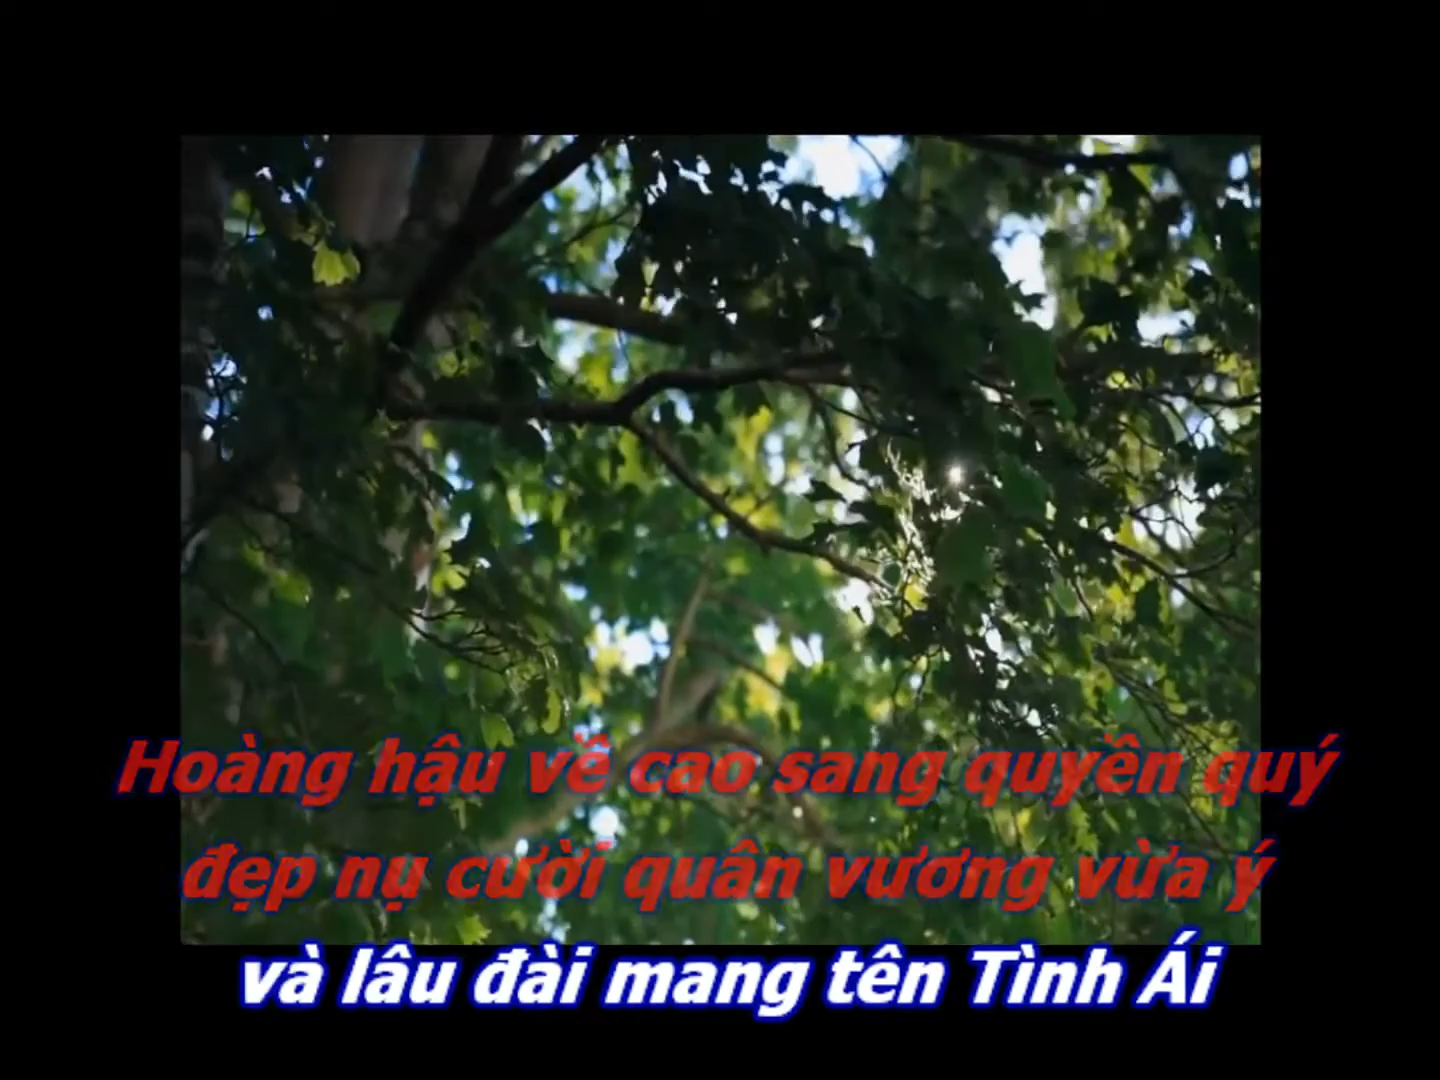 Hoàng hậu về cao sang quyền quý
đẹp nụ cười quân vương vừa ý
và lâu đài mang tên Tình Ái